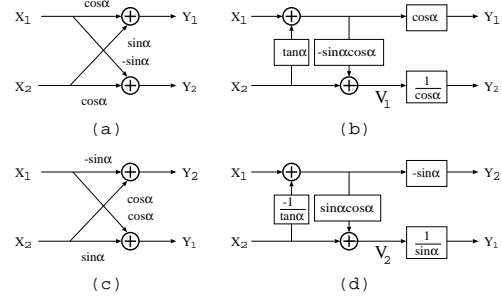 cosα
X1
Y1
sinα
-sinα
X2
Y2
cosα
(a)
X1
cosα
Y1
tanα
-sinαcosα
X2
V1
1
cosα
Y2
(b)
-sinα
X1
Y2
cosα
cosα
X2
Y1
sinα
(c)
X1
-sinα
Y2
-1
tanα
sinαcosα
X2
V2
1
sinα
Y1
(d)